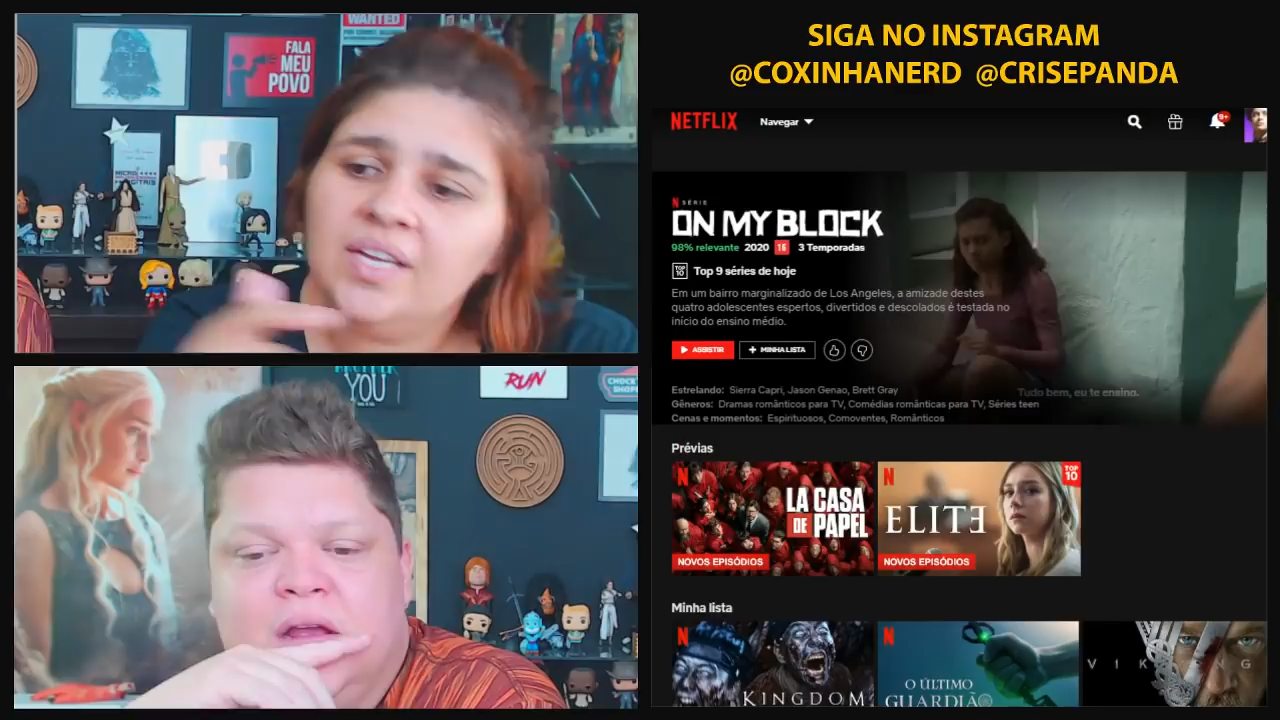 WANTED
FALA
MEU
POVO
MICRO
YOU
RUN
SIGA NO INSTAGRAM
@COXINHANERD @CRISEPANDA
NETFLIX
Navegar
9+
N SÉRIE
ON MY BLOCK
98% relevante 2020 16 3 Temporadas
TOP 10 Top 9 séries de hoje
Em um bairro marginalizado de Los Angeles, a amizade destes
quatro adolescentes espertos, divertidos e descolados é testada no
início do ensino médio.
ASSISTIR + MINHA LISTA
Tudo bem, eu te ensino.
Estrelando: Sierra Capri, Jason Genao, Brett Gray
Gêneros: Dramas românticos para TV, Comédias românticas para TV, Séries teen
Cenas e momentos: Espirituosos, Comoventes, Românticos
Prévias
N
LA CASA
DE PAPEL
NOVOS EPISÓDIOS
N
TOP
10
ELITE
NOVOS EPISÓDIOS
Minha lista
N
KINGDOM
N
O ÚLTIMO
GUARDIÃO
VIKING